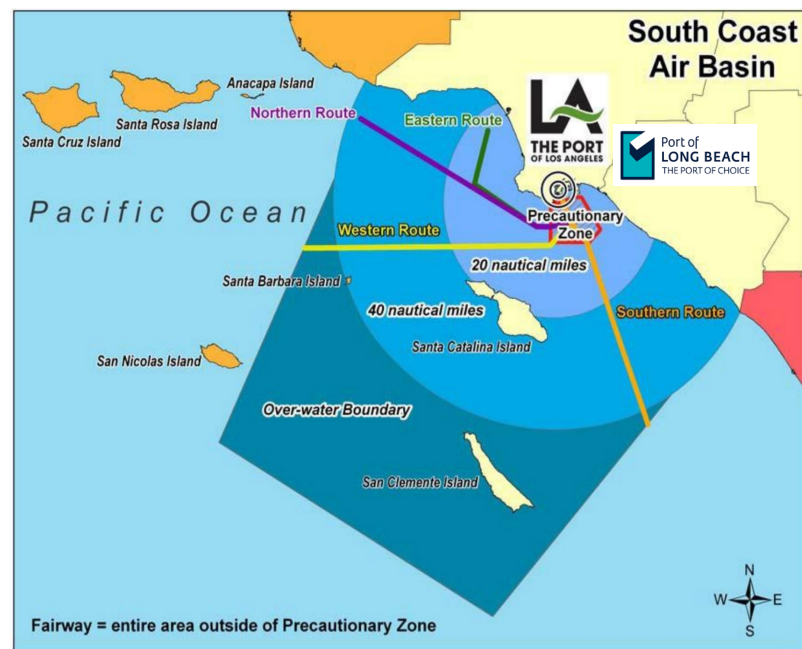 South Coast
Air Basin
Anacapa Island
Santa Rosa Island
Santa Cruz Island
Northern Route
Eastern Route
LA
THE PORT
OF LOS ANGELES
Port of
LONG BEACH
THE PORT OF CHOICE
Pacific Ocean
Precautionary
Zone
Western Route
20 nautical miles
Santa Barbara Island
40 nautical miles
Southern Route
Santa Catalina Island
San Nicolas Island
Over-water Boundary
San Clemente Island
N
W
E
S
Fairway = entire area outside of Precautionary Zone